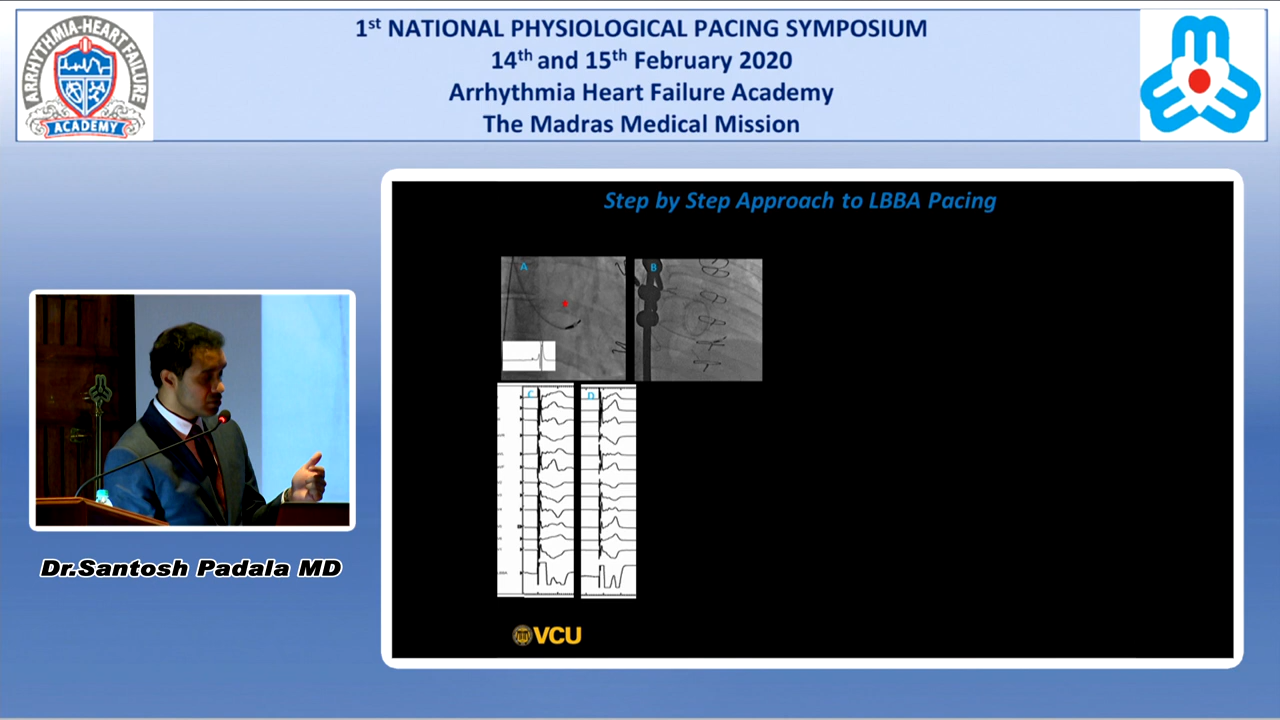 1st NATIONAL PHYSIOLOGICAL PACING SYMPOSIUM
14th and 15th February 2020
Arrhythmia Heart Failure Academy
The Madras Medical Mission
ARRHYTHMIA-HEART FAILURE
ACADEMY
Step by Step Approach to LBBA Pacing
A
B
C
D
VCU
Dr.Santosh Padala MD